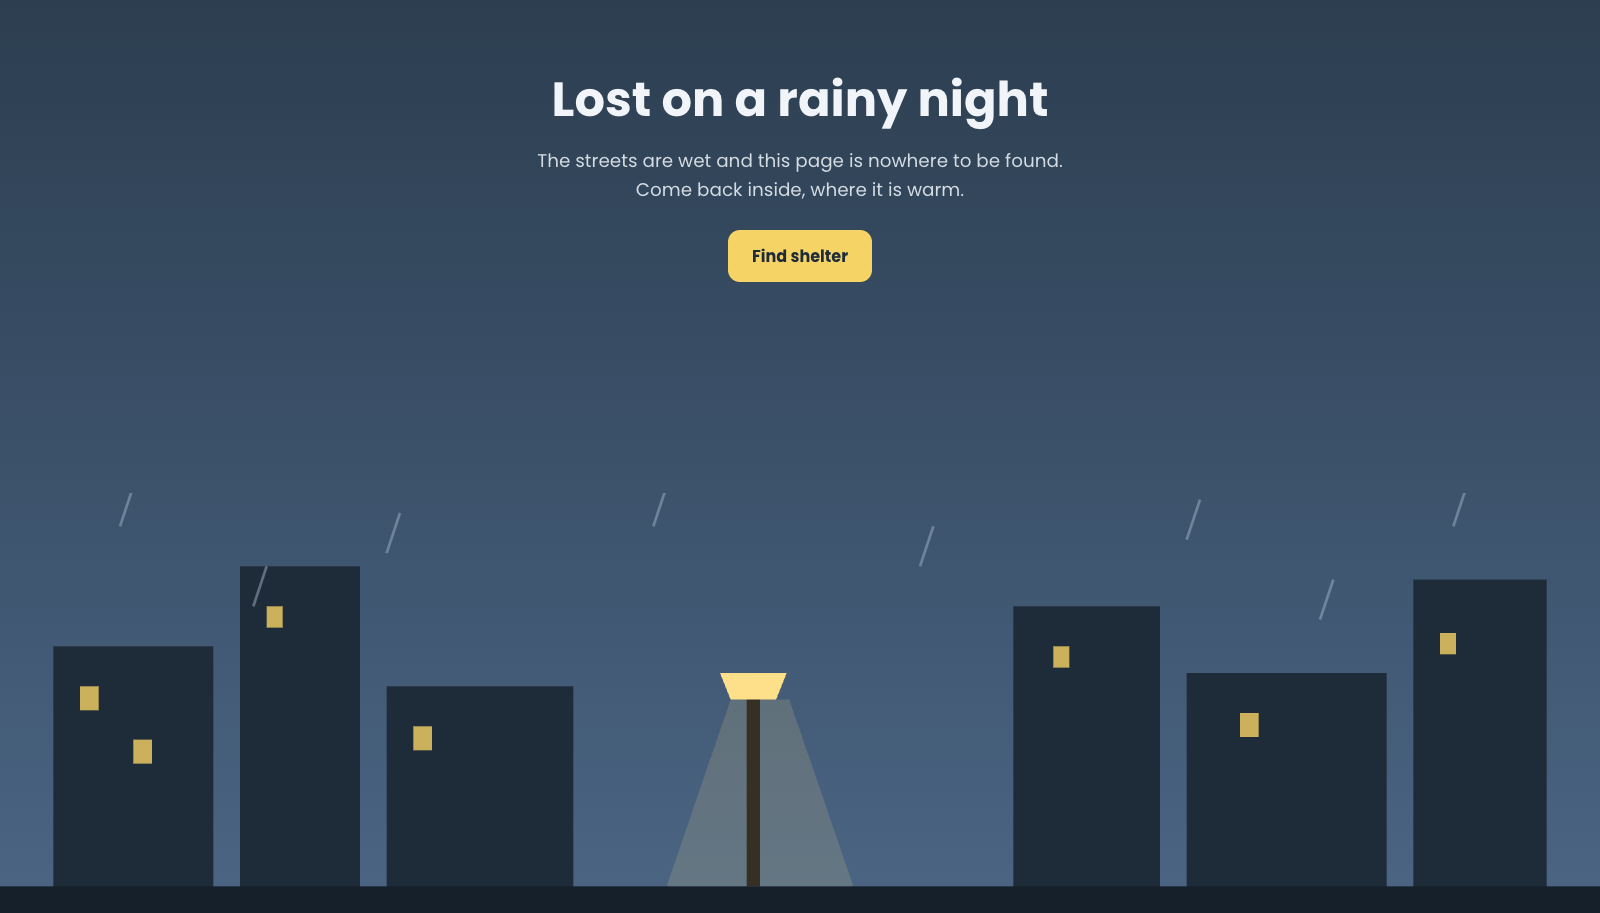 Lost on a rainy night
The streets are wet and this page is nowhere to be found.
Come back inside, where it is warm.
Find shelter